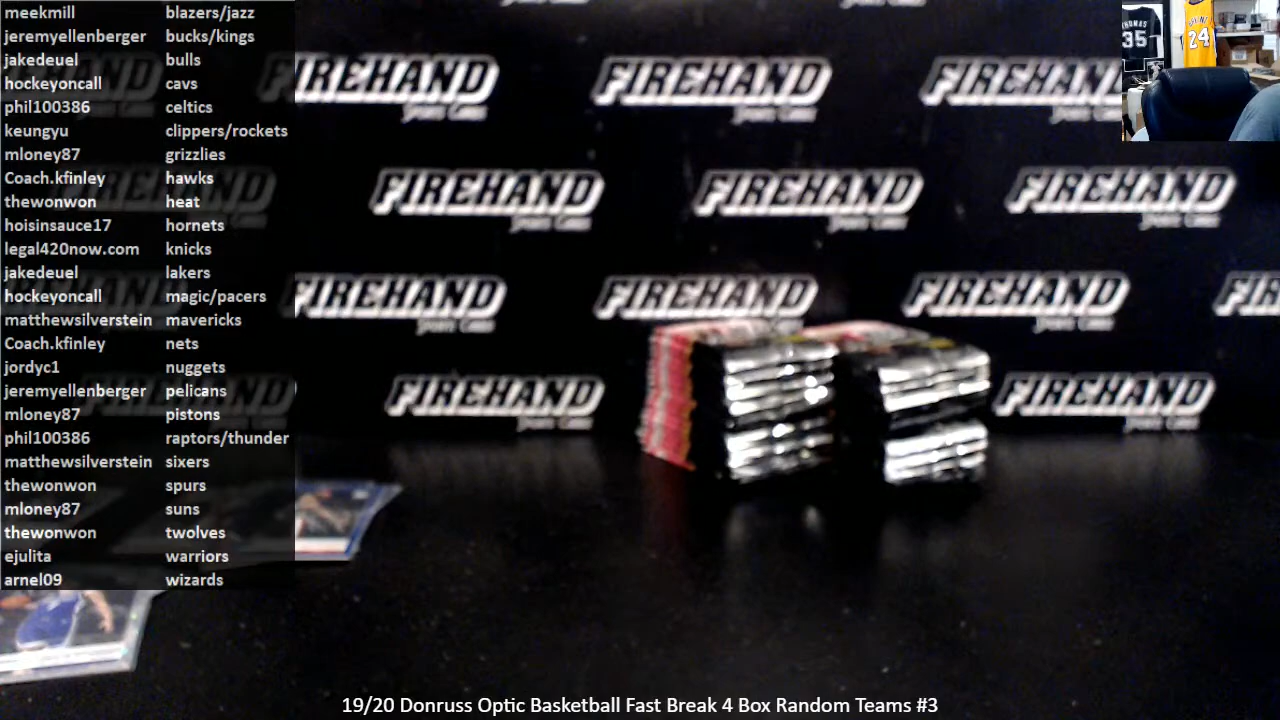 meekmill blazers/jazz
jeremyellenberger bucks/kings
jakedeuel bulls
hockeyoncall cavs
phil100386 celtics
keungyu clippers/rockets
mloney87 grizzlies
Coach.kfinley hawks
thewonwon heat
hoisinsauce17 hornets
legal420now.com knicks
jakedeuel lakers
hockeyoncall magic/pacers
matthewsilverstein mavericks
Coach.kfinley nets
jordyc1 nuggets
jeremyellenberger pelicans
mloney87 pistons
phil100386 raptors/thunder
matthewsilverstein sixers
thewonwon spurs
mloney87 suns
thewonwon twolves
ejulita warriors
arnel09 wizards
FIREHAND FIREHAND FIREHAND
FIREHAND FIREHAND FIREHAND
FIREHAND FIREHAND FIREHAND
FIREHAND FIREHAND
35
24
19/20 Donruss Optic Basketball Fast Break 4 Box Random Teams #3